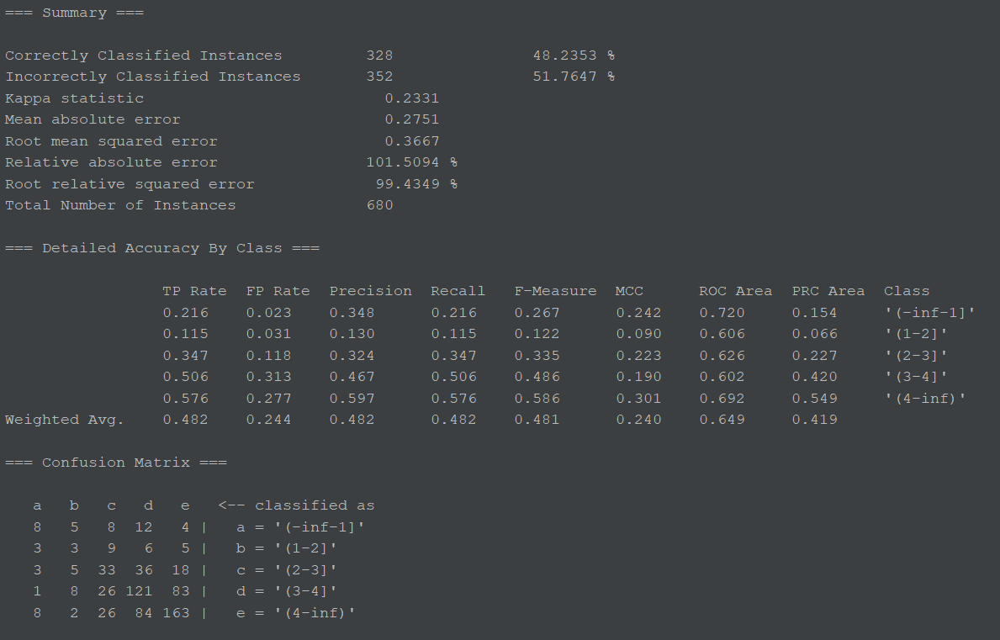 === Summary ===
Correctly Classified Instances 328 48.2353 %
Incorrectly Classified Instances 352 51.7647 %
Kappa statistic 0.2331
Mean absolute error 0.2751
Root mean squared error 0.3667
Relative absolute error 101.5094 %
Root relative squared error 99.4349 %
Total Number of Instances 680
=== Detailed Accuracy By Class ===
TP Rate FP Rate Precision Recall F-Measure MCC ROC Area PRC Area Class
0.216 0.023 0.348 0.216 0.267 0.242 0.720 0.154 '(-inf-1]'
0.115 0.031 0.130 0.115 0.122 0.090 0.606 0.066 '(1-2]'
0.347 0.118 0.324 0.347 0.335 0.223 0.626 0.227 '(2-3]'
0.506 0.313 0.467 0.506 0.486 0.190 0.602 0.420 '(3-4]'
0.576 0.277 0.597 0.576 0.586 0.301 0.692 0.549 '(4-inf)'
Weighted Avg. 0.482 0.244 0.482 0.482 0.481 0.240 0.649 0.419
=== Confusion Matrix ===
a b c d e <-- classified as
8 5 8 12 4 | a = '(-inf-1]'
3 3 9 6 5 | b = '(1-2]'
3 5 33 36 18 | c = '(2-3]'
1 8 26 121 83 | d = '(3-4]'
8 2 26 84 163 | e = '(4-inf)'